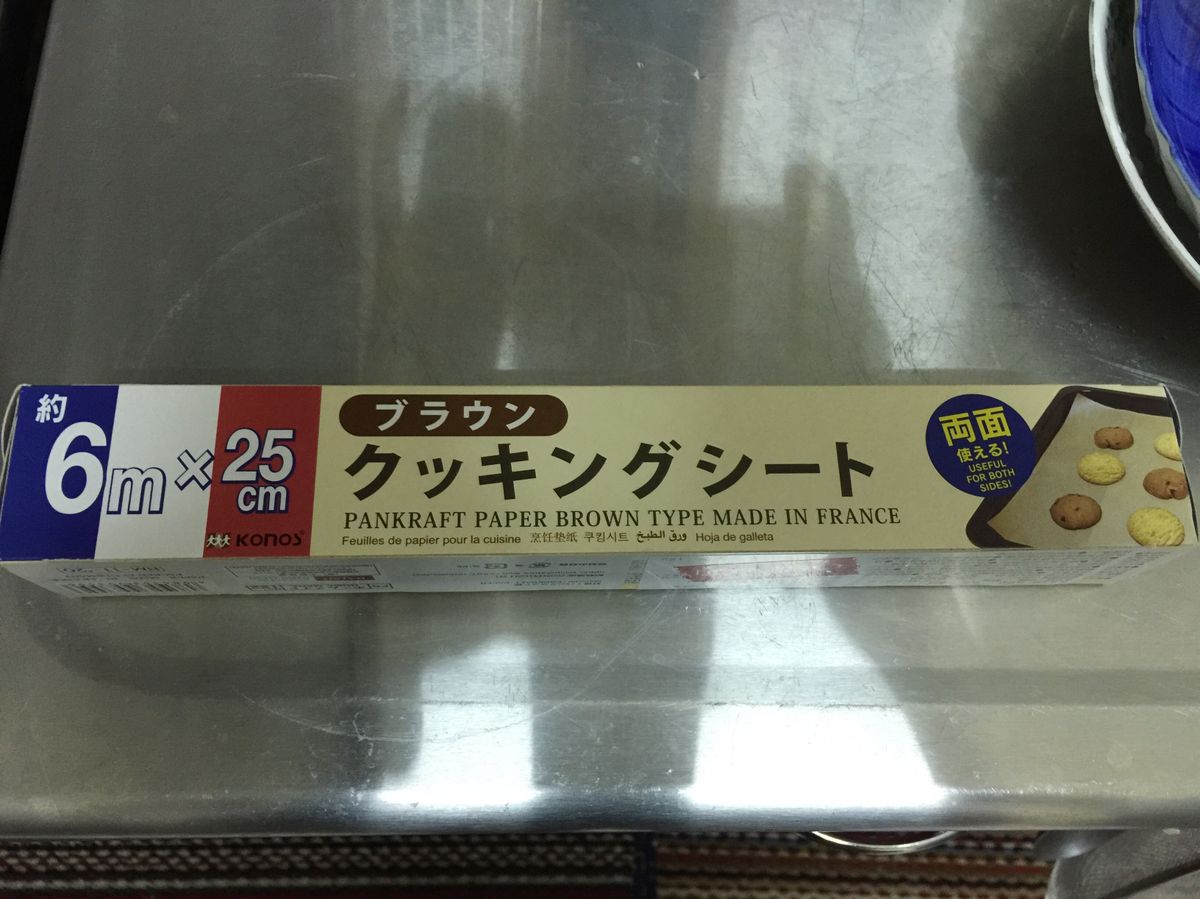 約
6m×25cm
KONOS
ブラウン
クッキングシート
PANKRAFT PAPER BROWN TYPE MADE IN FRANCE
Feuilles de papier pour la cuisine 烹饪垫纸 쿠킹시트 ورق الطبخ Hoja de galleta
両面
使える!
USEFUL
FOR BOTH
SIDES!